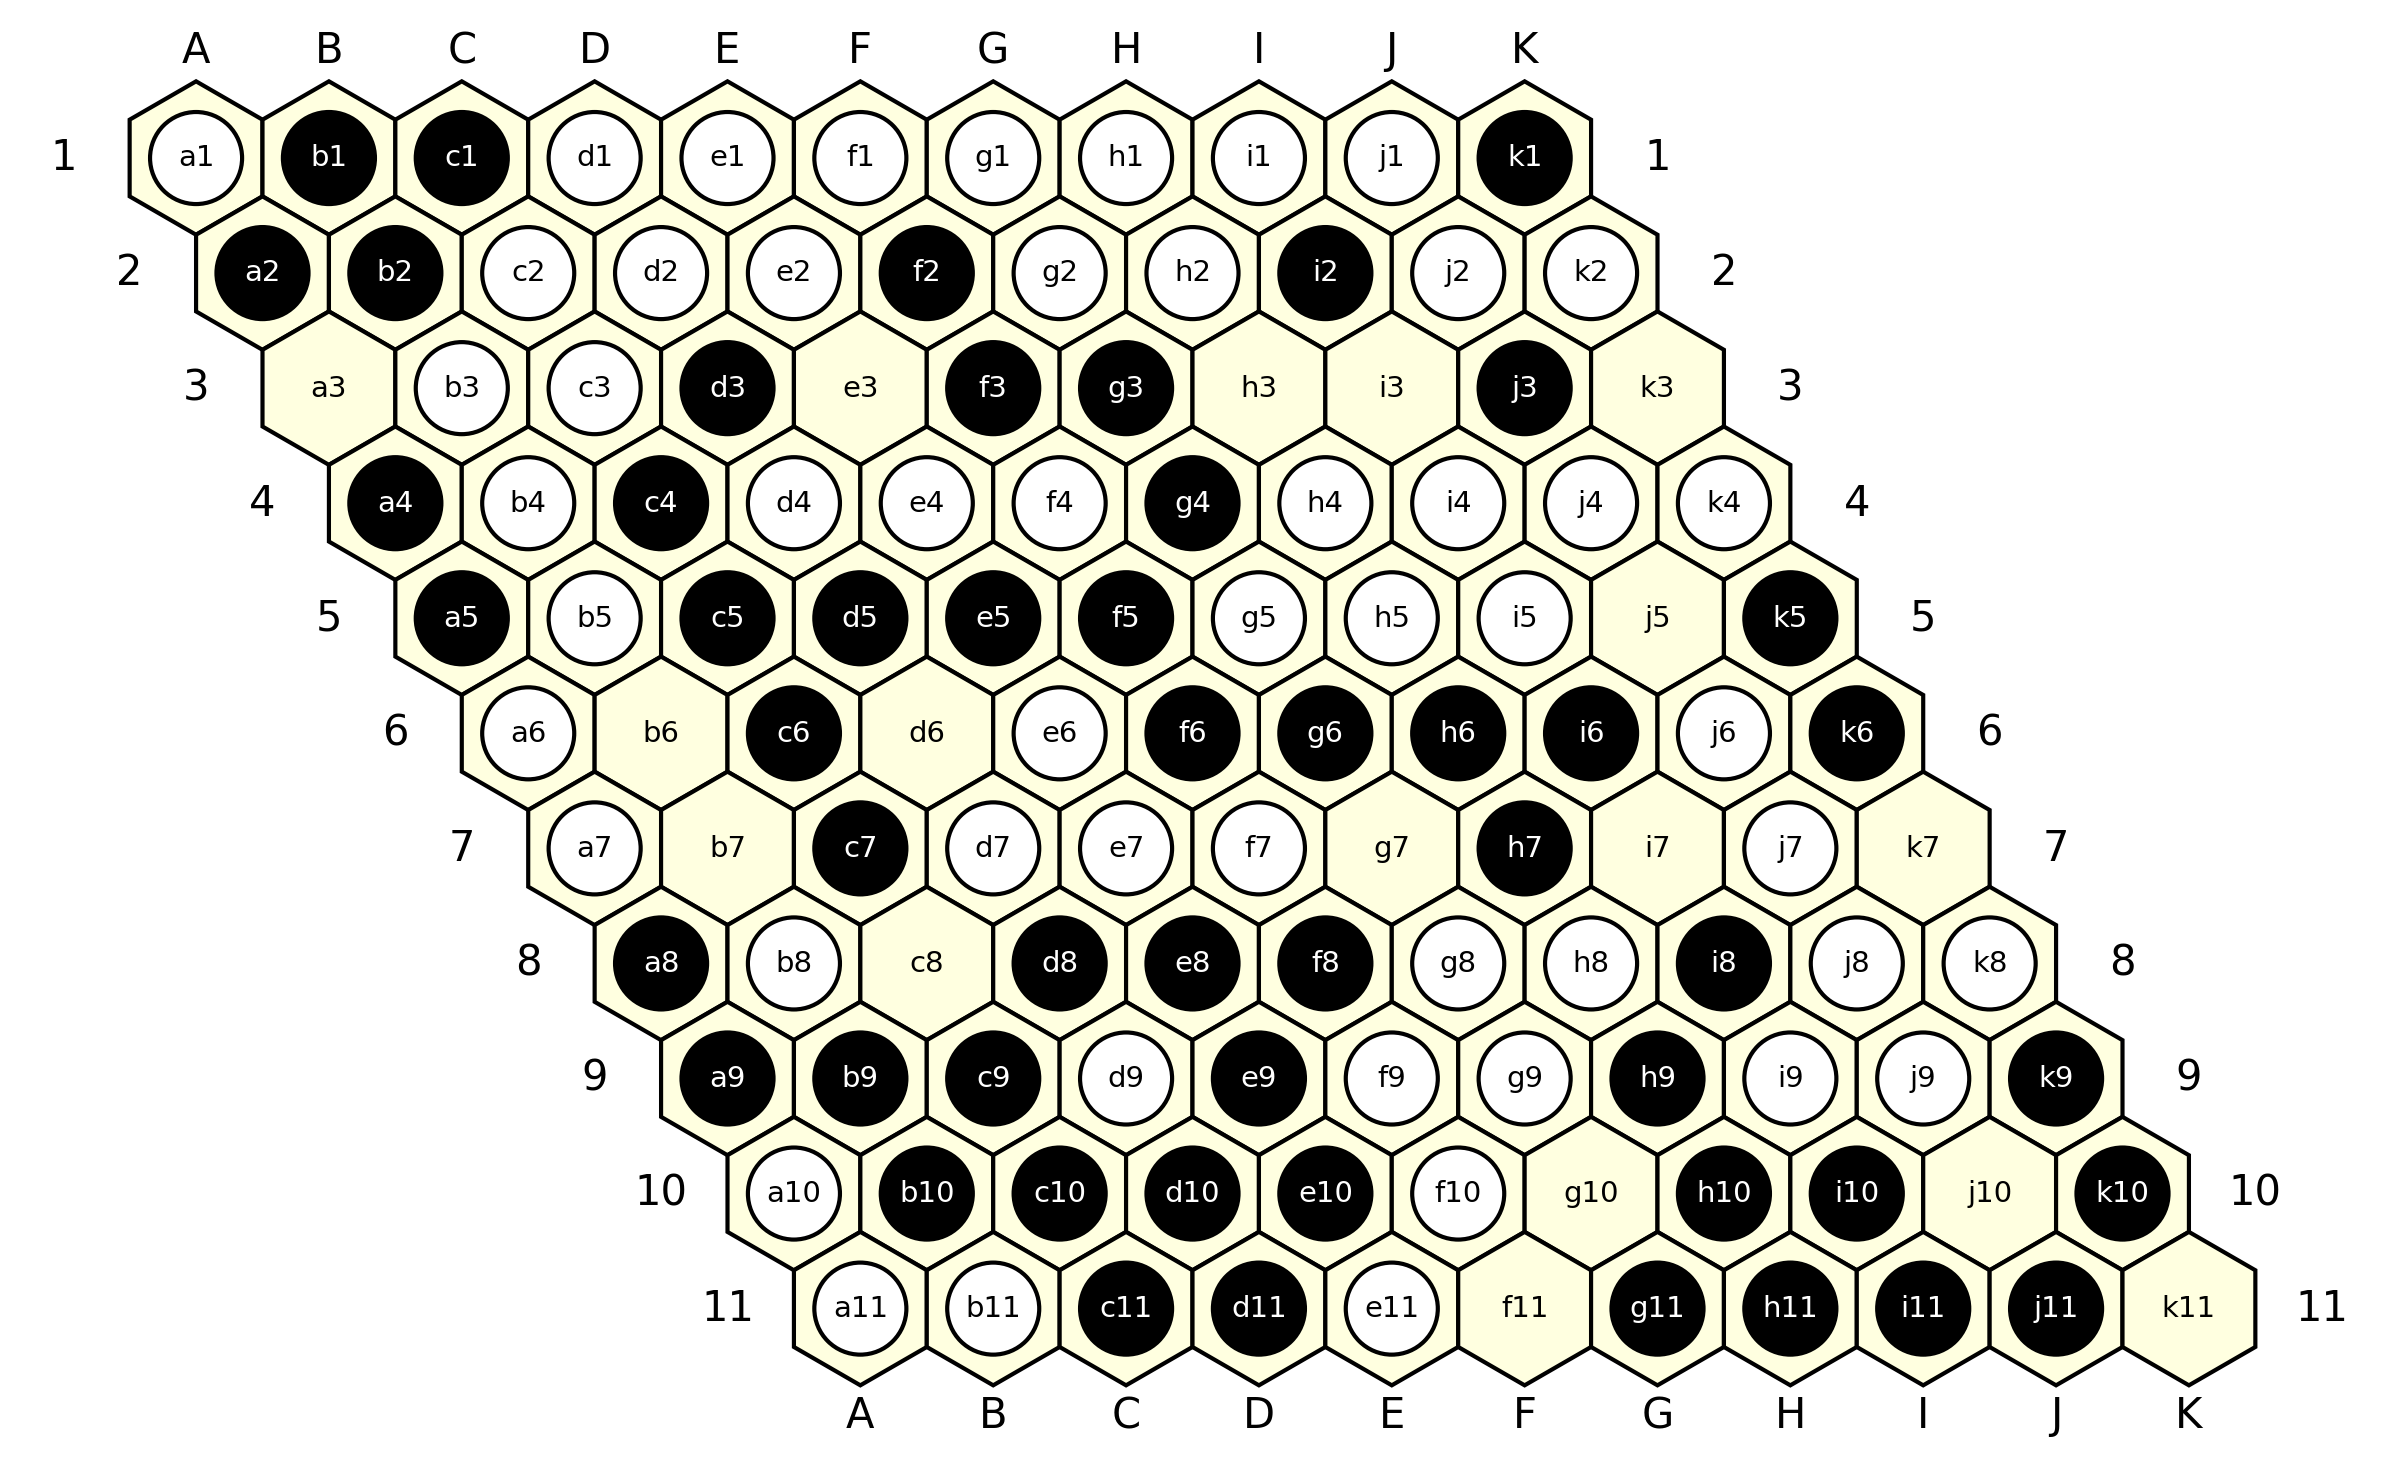 A B C D E F G H I J K
1 a1 b1 c1 d1 e1 f1 g1 h1 i1 j1 k1 1
2 a2 b2 c2 d2 e2 f2 g2 h2 i2 j2 k2 2
3 a3 b3 c3 d3 e3 f3 g3 h3 i3 j3 k3 3
4 a4 b4 c4 d4 e4 f4 g4 h4 i4 j4 k4 4
5 a5 b5 c5 d5 e5 f5 g5 h5 i5 j5 k5 5
6 a6 b6 c6 d6 e6 f6 g6 h6 i6 j6 k6 6
7 a7 b7 c7 d7 e7 f7 g7 h7 i7 j7 k7 7
8 a8 b8 c8 d8 e8 f8 g8 h8 i8 j8 k8 8
9 a9 b9 c9 d9 e9 f9 g9 h9 i9 j9 k9 9
10 a10 b10 c10 d10 e10 f10 g10 h10 i10 j10 k10 10
11 a11 b11 c11 d11 e11 f11 g11 h11 i11 j11 k11 11
A B C D E F G H I J K